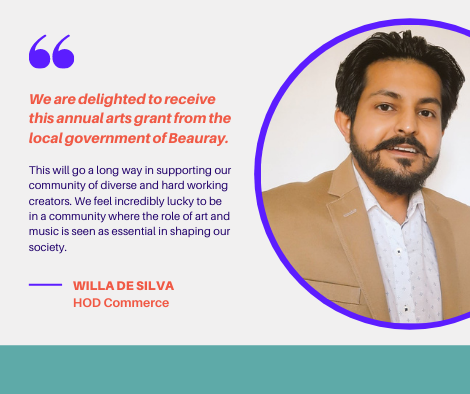 We are delighted to receive
this annual arts grant from the
local government of Beauray.
This will go a long way in supporting our
community of diverse and hard working
creators. We feel incredibly lucky to be
in a community where the role of art and
music is seen as essential in shaping our
society.
WILLA DE SILVA
HOD Commerce